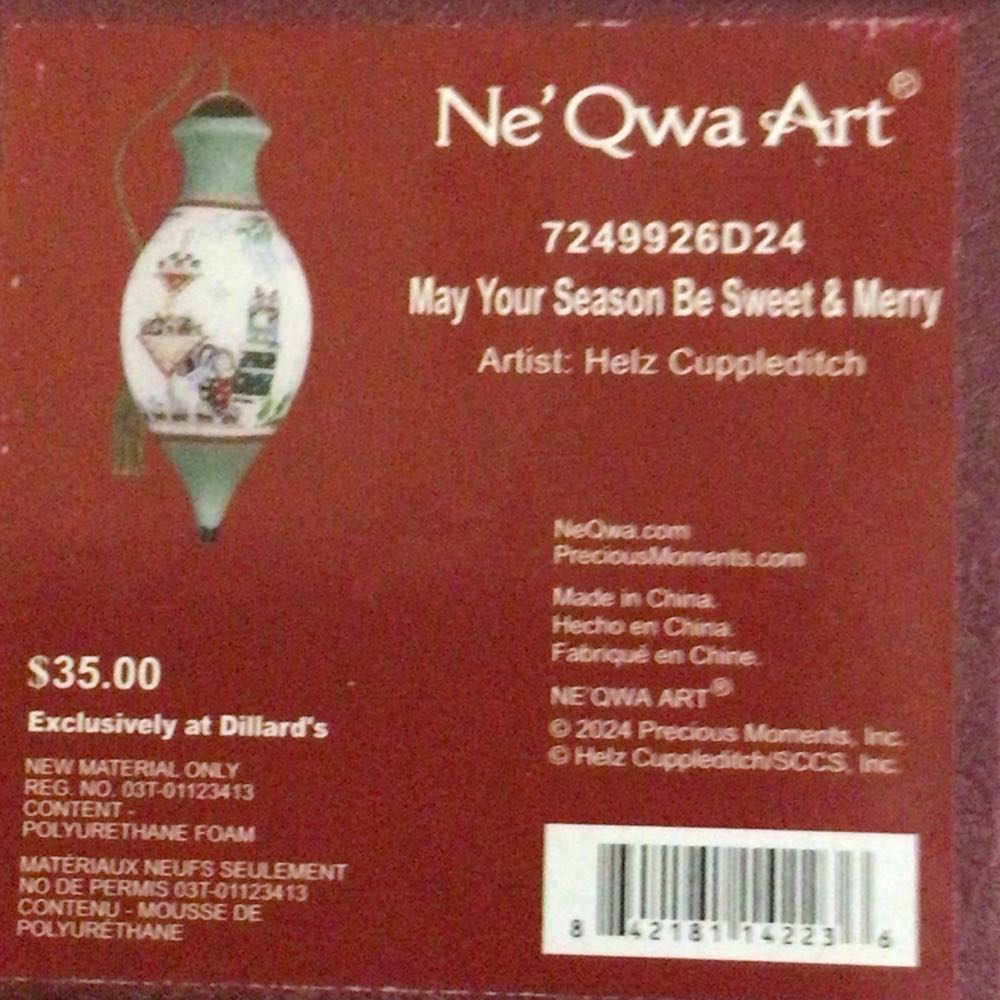 Ne'Qwa Art®
7249926D24
May Your Season Be Sweet & Merry
Artist: Helz Cuppleditch
NeQwa.com
PreciousMoments.com
Made in China.
Hecho en China.
Fabriqué en Chine.
NE'QWA ART®
© 2024 Precious Moments, Inc.
© Helz Cuppleditch/SCCS, Inc.
$35.00
Exclusively at Dillard's
NEW MATERIAL ONLY
REG. NO. 03T-01123413
CONTENT -
POLYURETHANE FOAM
MATÉRIAUX NEUFS SEULEMENT
NO DE PERMIS 03T-01123413
CONTENU - MOUSSE DE
POLYURÉTHANE
8 42181 14223 6